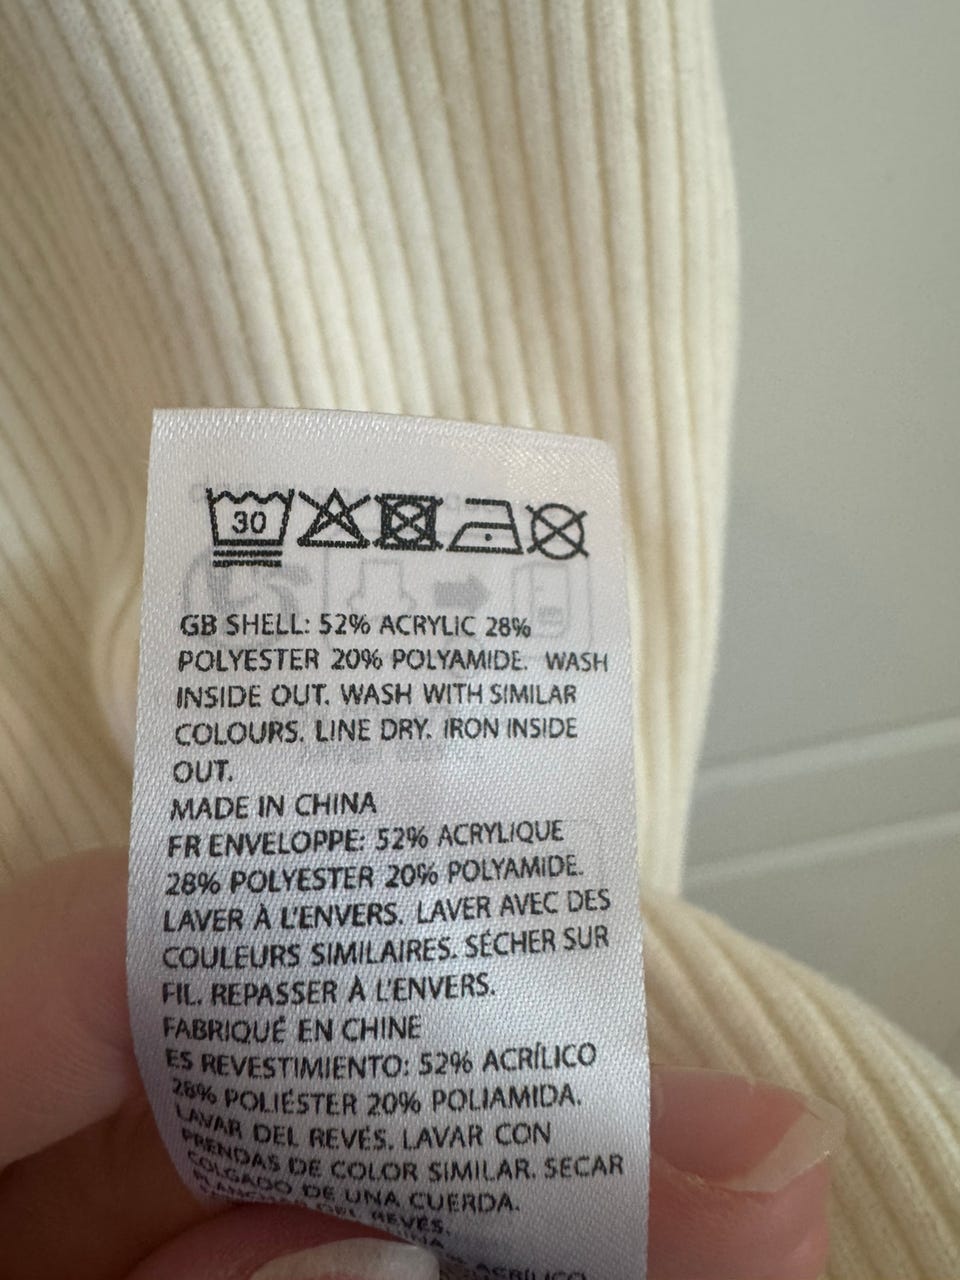 30
GB SHELL: 52% ACRYLIC 28%
POLYESTER 20% POLYAMIDE. WASH
INSIDE OUT. WASH WITH SIMILAR
COLOURS. LINE DRY. IRON INSIDE
OUT.
MADE IN CHINA
FR ENVELOPPE: 52% ACRYLIQUE
28% POLYESTER 20% POLYAMIDE.
LAVER À L'ENVERS. LAVER AVEC DES
COULEURS SIMILAIRES. SÉCHER SUR
FIL. REPASSER À L'ENVERS.
FABRIQUÉ EN CHINE
ES REVESTIMIENTO: 52% ACRÍLICO
28% POLIÉSTER 20% POLIAMIDA.
LAVAR DEL REVÉS. LAVAR CON
PRENDAS DE COLOR SIMILAR. SECAR
COLGADO DE UNA CUERDA.
REVÉS.